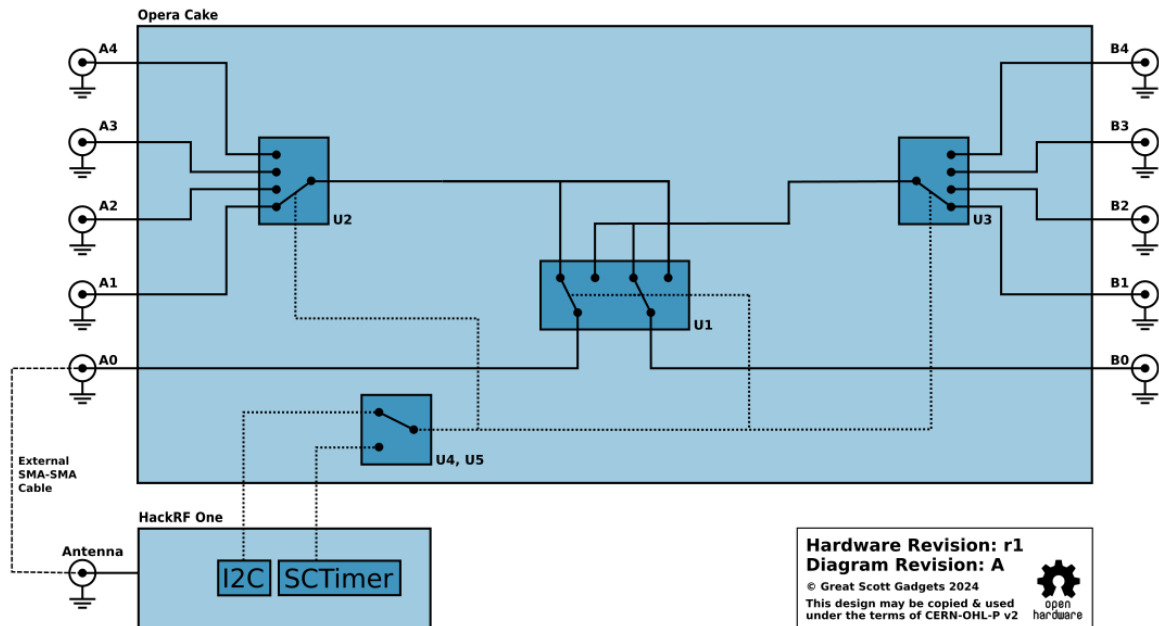 Opera Cake
A4
B4
A3
B3
A2
B2
U2
U3
A1
B1
U1
A0
B0
U4, U5
External
SMA-SMA
Cable
HackRF One
Antenna
I2C
SCTimer
Hardware Revision: r1
Diagram Revision: A
© Great Scott Gadgets 2024
This design may be copied & used
under the terms of CERN-OHL-P v2
open
hardware